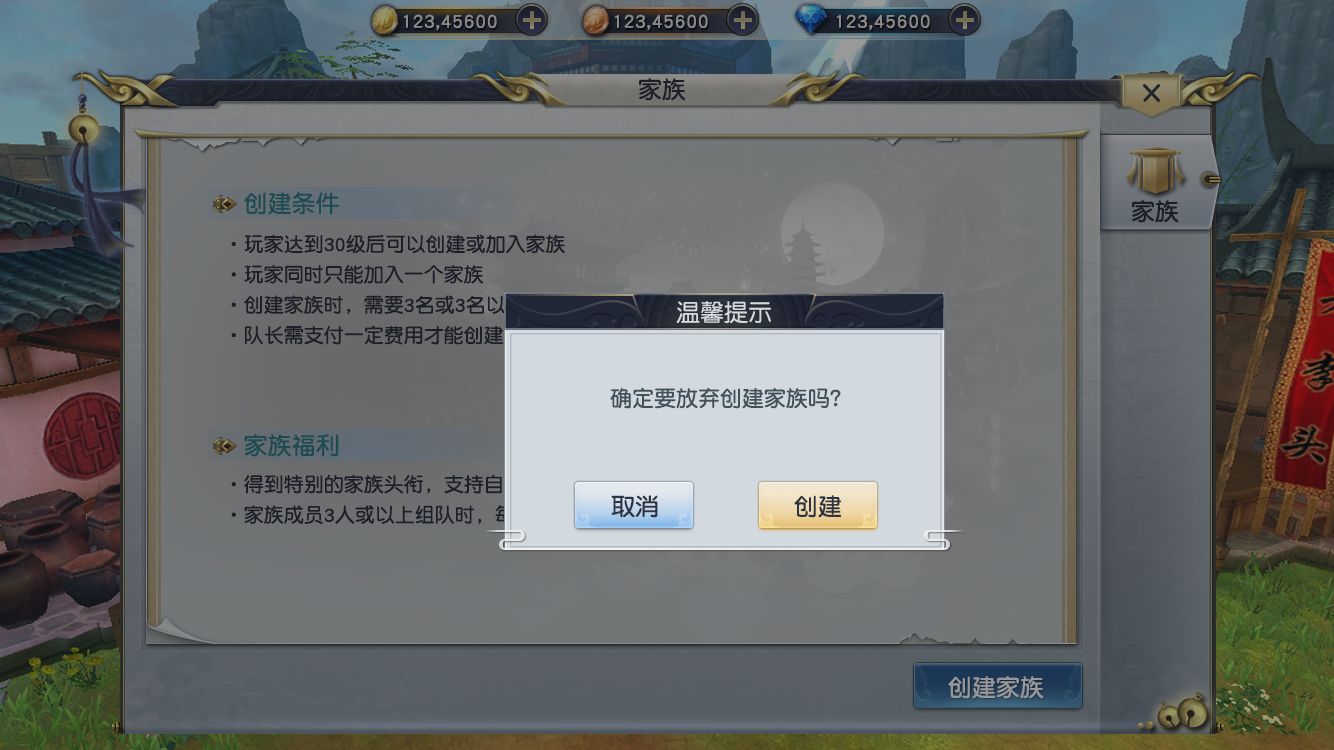 123,45600
123,45600
123,45600
家族
家族
创建条件
·玩家达到30级后可以创建或加入家族
·玩家同时只能加入一个家族
·创建家族时，需要3名或3名以
·队长需支付一定费用才能创建
温馨提示
确定要放弃创建家族吗?
取消
创建
家族福利
·得到特别的家族头衔，支持自
·家族成员3人或以上组队时，每
李
头
创建家族